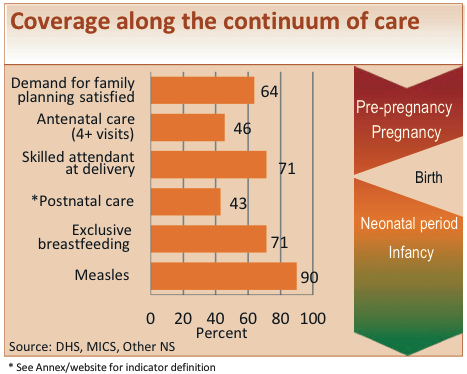 Coverage along the continuum of care
Demand for family
planning satisfied
64
Antenatal care
(4+ visits)
46
Skilled attendant
at delivery
71
*Postnatal care
43
Exclusive
breastfeeding
71
Measles
90
0 20 40 60 80 100
Percent
Pre-pregnancy
Pregnancy
Birth
Neonatal period
Infancy
Source: DHS, MICS, Other NS
* See Annex/website for indicator definition